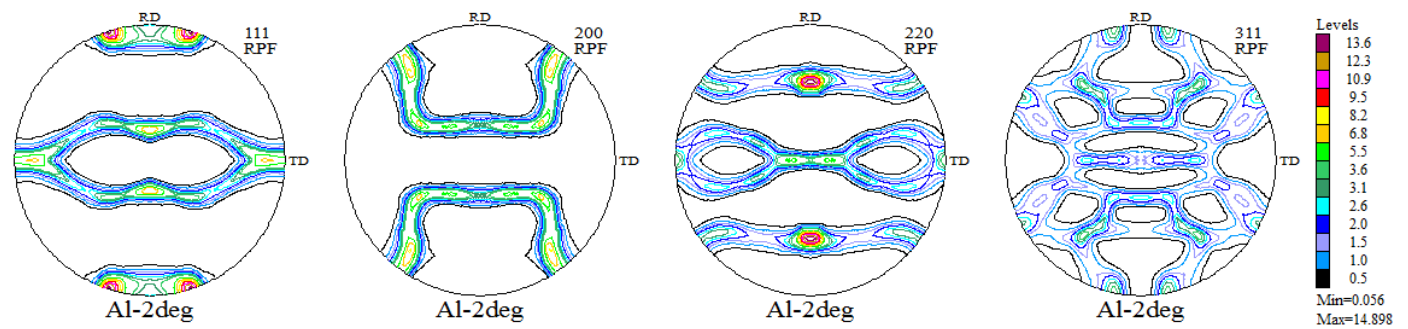 RD
111
RPF
TD
Al-2deg
RD
200
RPF
TD
Al-2deg
RD
220
RPF
TD
Al-2deg
RD
311
RPF
TD
Al-2deg
Levels
13.6
12.3
10.9
9.5
8.2
6.8
5.5
3.6
3.1
2.6
2.0
1.5
1.0
0.5
Min=0.056
Max=14.898